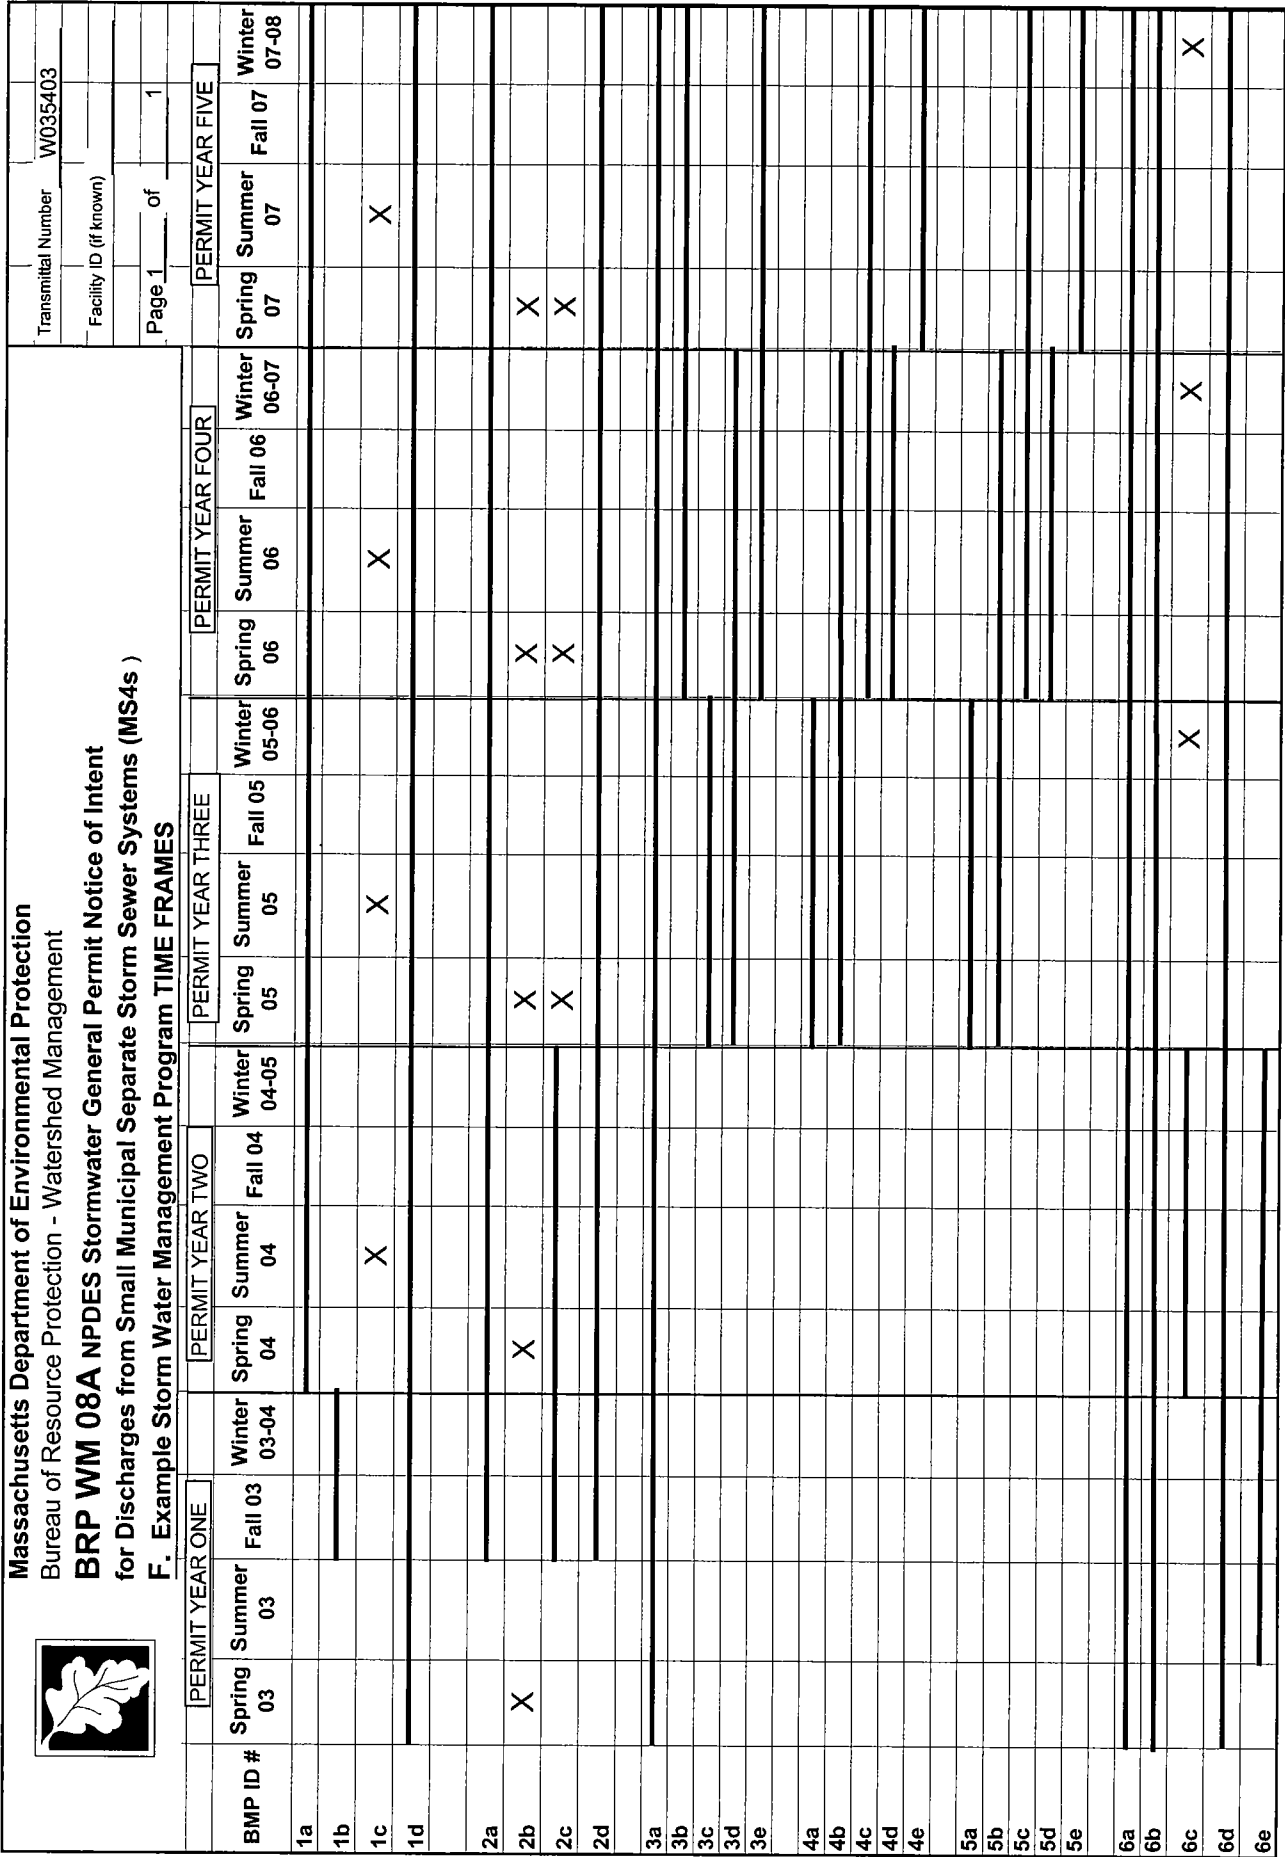 Massachusetts Department of Environmental Protection
Bureau of Resource Protection - Watershed Management
BRP WM 08A NPDES Stormwater General Permit Notice of Intent
for Discharges from Small Municipal Separate Storm Sewer Systems (MS4s )
F. Example Storm Water Management Program TIME FRAMES
Transmittal Number W035403
Facility ID (if known)
Page 1 of 1
PERMIT YEAR ONE PERMIT YEAR TWO PERMIT YEAR THREE PERMIT YEAR FOUR PERMIT YEAR FIVE
BMP ID # Spring 03 Summer 03 Fall 03 Winter 03-04 Spring 04 Summer 04 Fall 04 Winter 04-05 Spring 05 Summer 05 Fall 05 Winter 05-06 Spring 06 Summer 06 Fall 06 Winter 06-07 Spring 07 Summer 07 Fall 07 Winter 07-08
1a
1b
1c X X X X
1d
2a
2b X X X X X
2c X X X
2d
3a
3b
3c
3d
3e
4a
4b
4c
4d
4e
5a
5b
5c
5d
5e
6a
6b
6c X X X
6d
6e